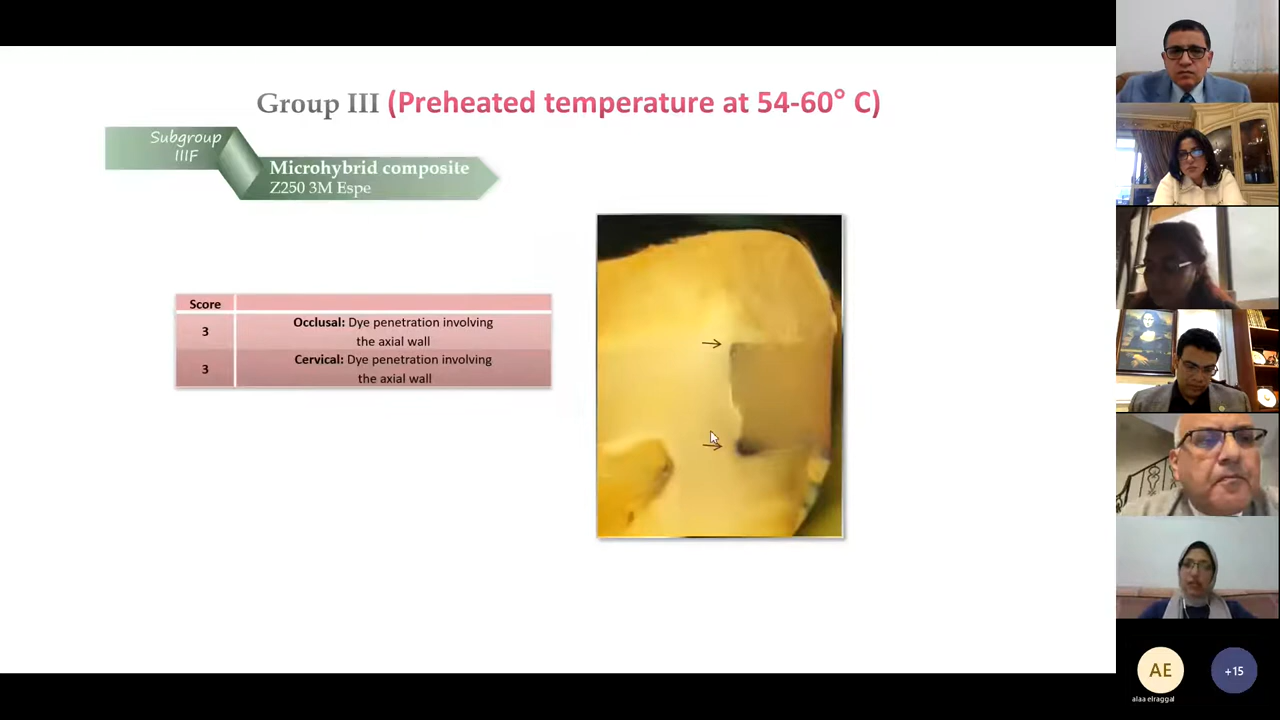 Group III (Preheated temperature at 54-60° C)
Subgroup
IIIF
Microhybrid composite
Z250 3M Espe
Score
3
Occlusal: Dye penetration involving
the axial wall
3
Cervical: Dye penetration involving
the axial wall
AE
alaa elraggal
+15